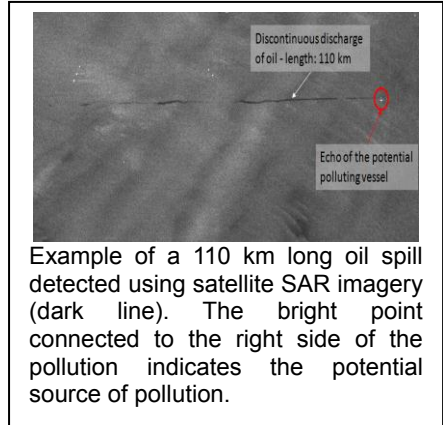 Discontinuous discharge
of oil - length: 110 km
Echo of the potential
polluting vessel
Example of a 110 km long oil spill
detected using satellite SAR imagery
(dark line). The bright point
connected to the right side of the
pollution indicates the potential
source of pollution.